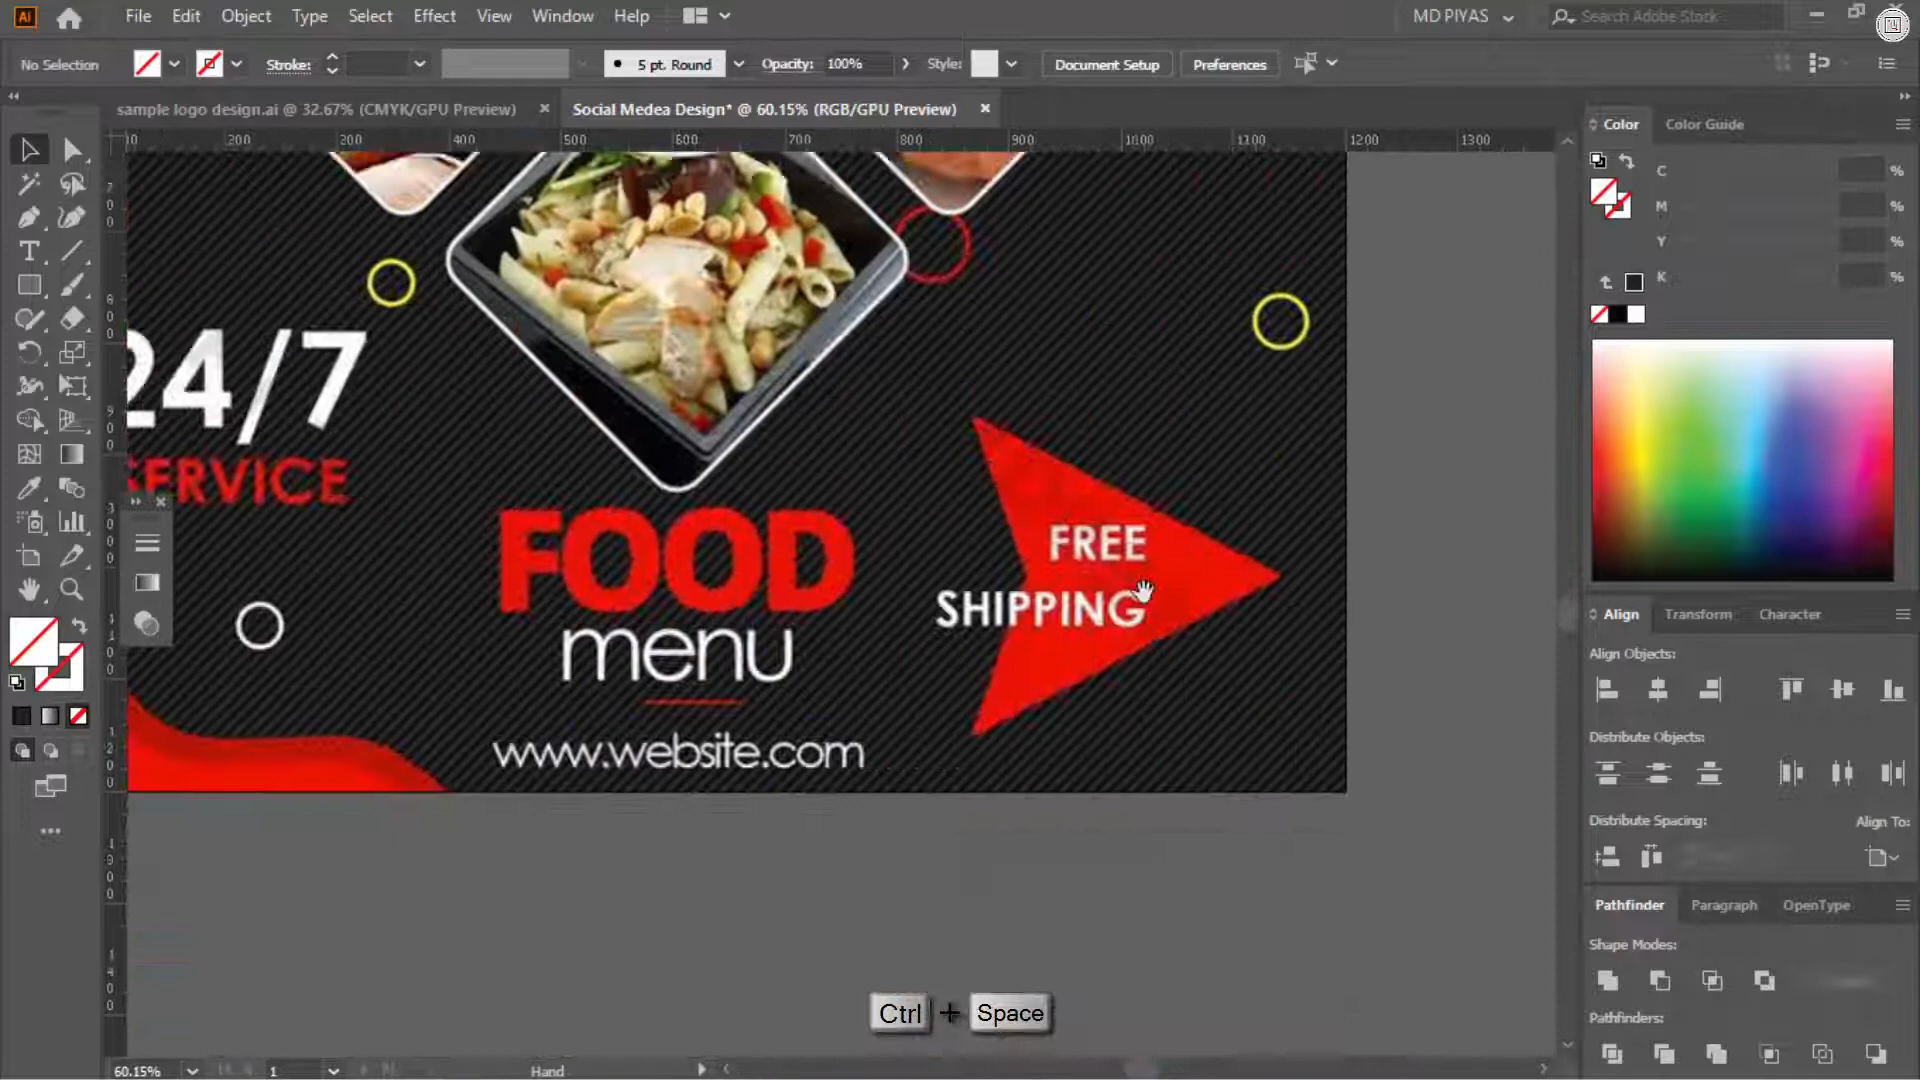 File Edit Object Type Select Effect View Window Help MD PIYAS Search Adobe Stock
No Selection Stroke: 5 pt. Round Opacity: 100% Style: Document Setup Preferences
sample logo design.ai @ 32.67% (CMYK/GPU Preview) Social Medea Design* @ 60.15% (RGB/GPU Preview)
200 300 400 500 600 700 800 900 1000 1100 1200 1300
Color Color Guide
C %
M %
Y %
K %
24/7
SERVICE
FOOD
menu
www.website.com
FREE
SHIPPING
Align Transform Character
Align Objects:
Distribute Objects:
Distribute Spacing: Align To:
Pathfinder Paragraph OpenType
Shape Modes:
Pathfinders:
Ctrl + Space
60.15% 1 Hand